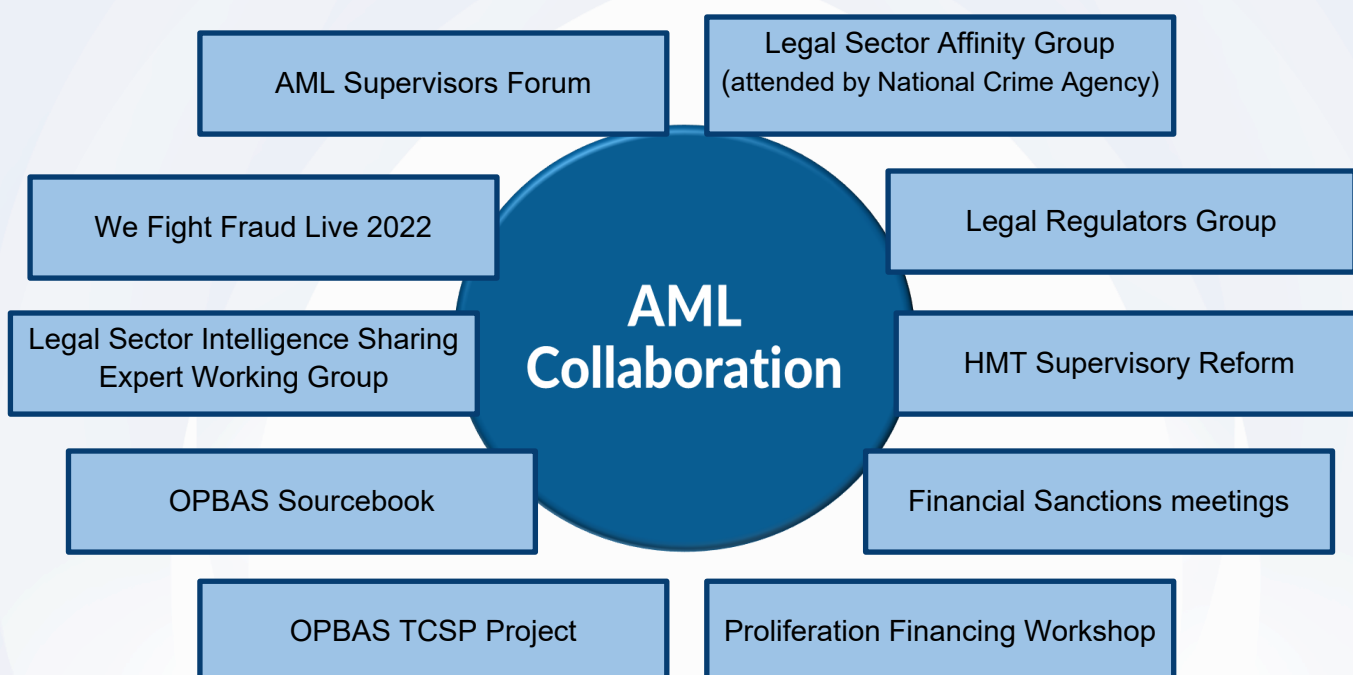 AML Supervisors Forum
Legal Sector Affinity Group
(attended by National Crime Agency)
We Fight Fraud Live 2022
Legal Regulators Group
AML
Collaboration
Legal Sector Intelligence Sharing
Expert Working Group
HMT Supervisory Reform
OPBAS Sourcebook
Financial Sanctions meetings
OPBAS TCSP Project
Proliferation Financing Workshop